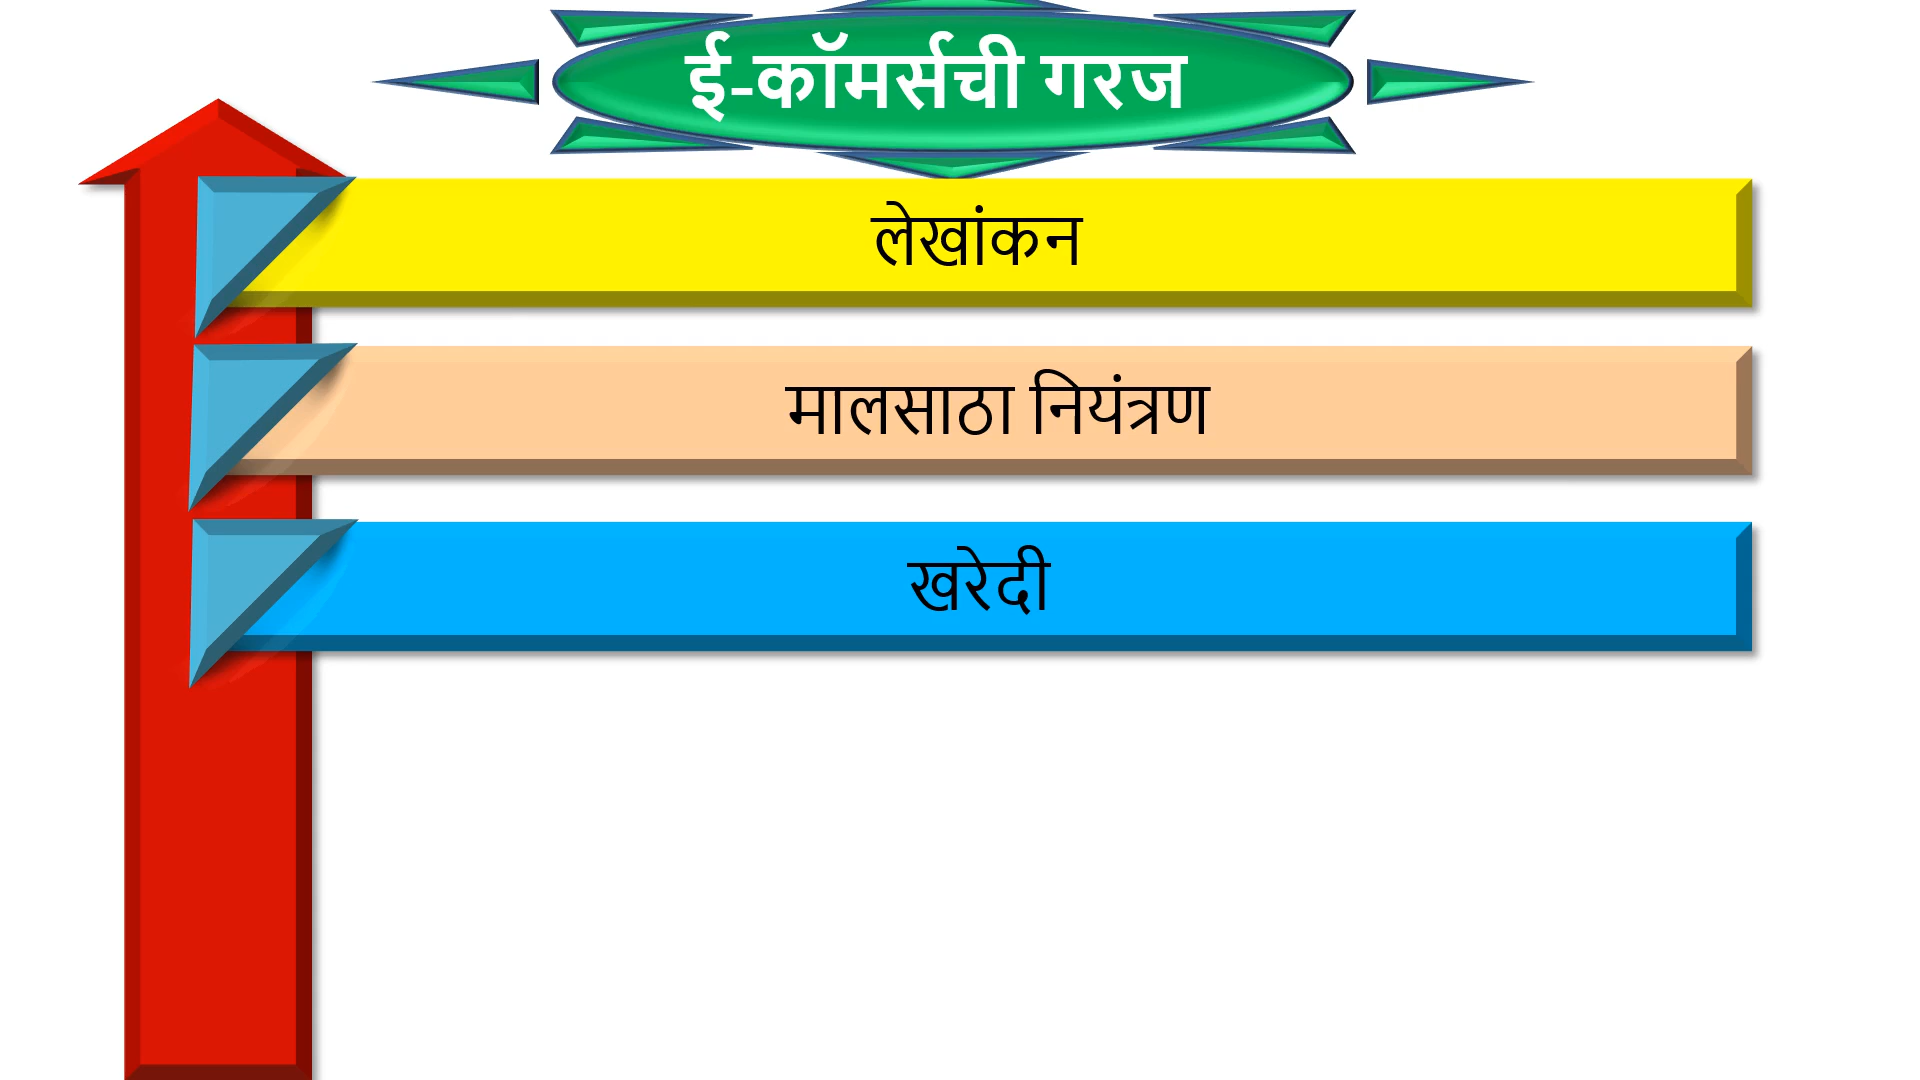 ई-कॉमर्सची गरज
लेखांकन
मालसाठा नियंत्रण
खरेदी